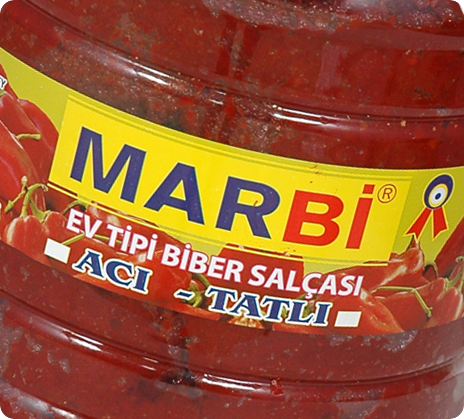 MARBİ®
EV TİPİ BİBER SALÇASI
ACI - TATLI